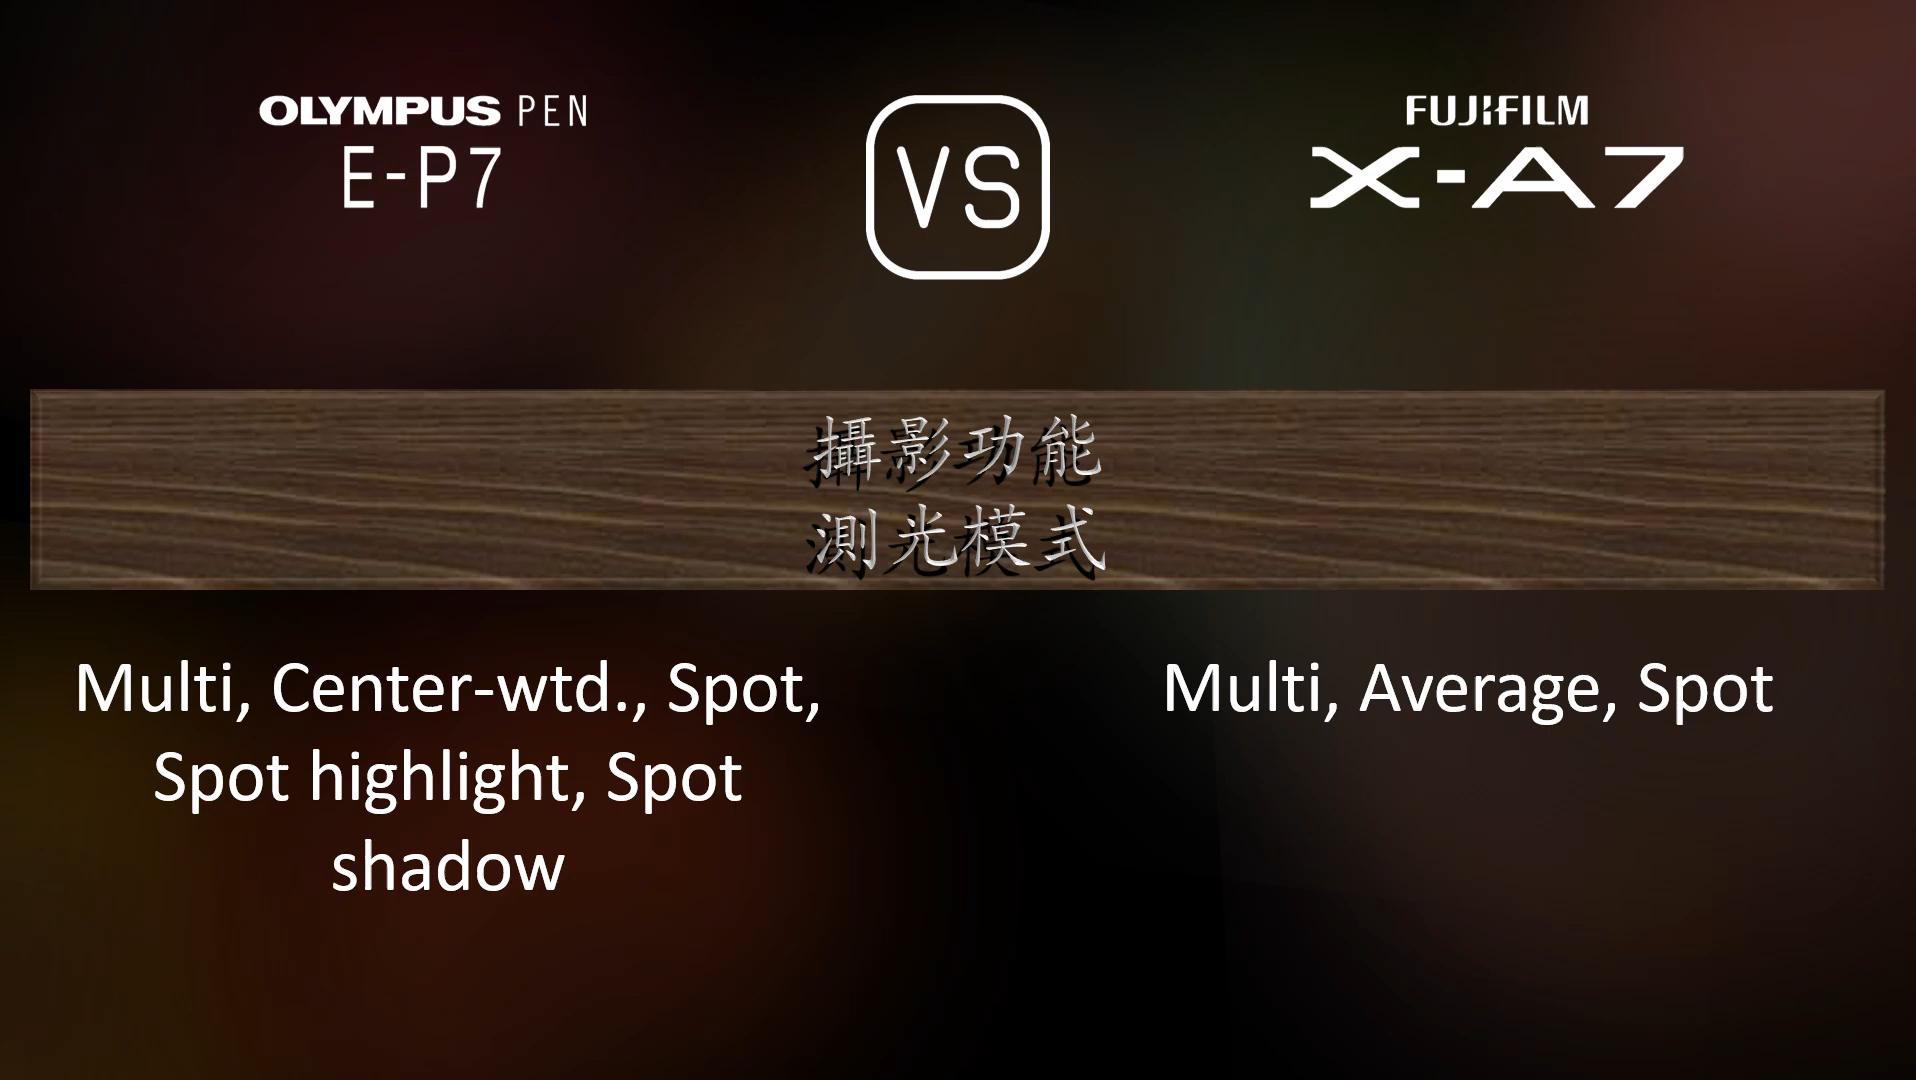 OLYMPUS PEN
E-P7
VS
FUJIFILM
X-A7
攝影功能
測光模式
Multi, Center-wtd., Spot,
Spot highlight, Spot
shadow
Multi, Average, Spot